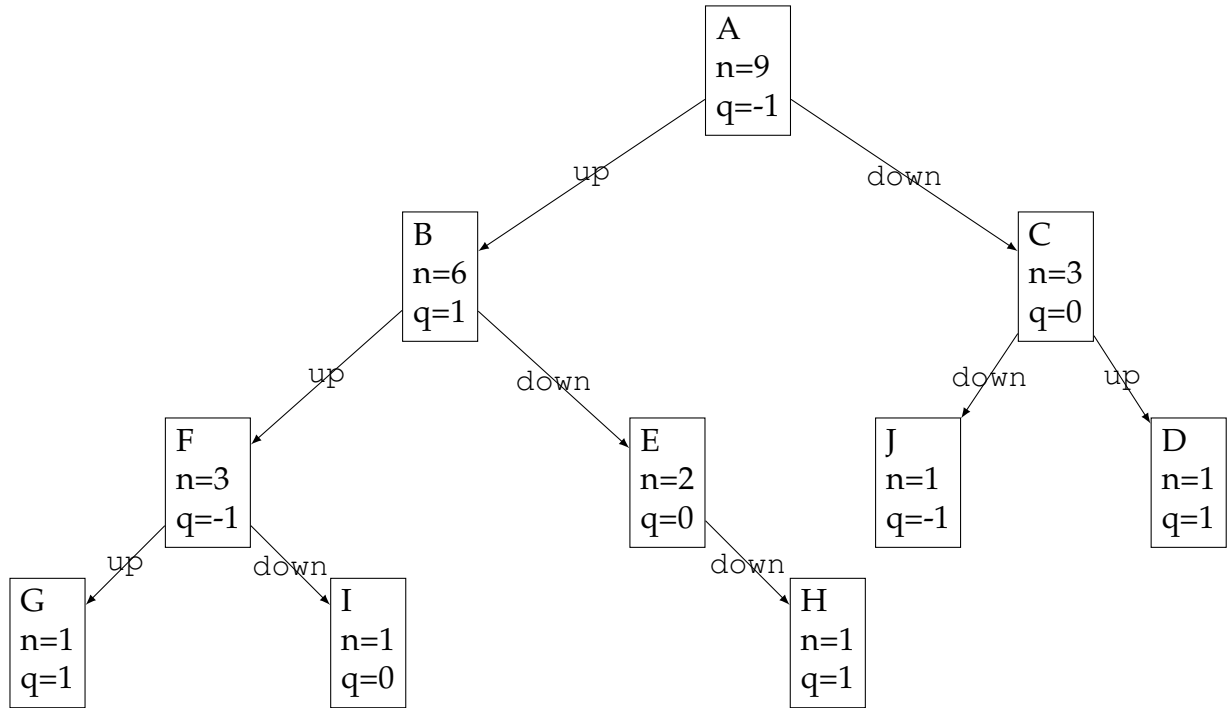 A
n=9
q=-1
up
down
B
n=6
q=1
C
n=3
q=0
up
down
down
up
F
n=3
q=-1
E
n=2
q=0
J
n=1
q=-1
D
n=1
q=1
up
down
down
G
n=1
q=1
I
n=1
q=0
H
n=1
q=1